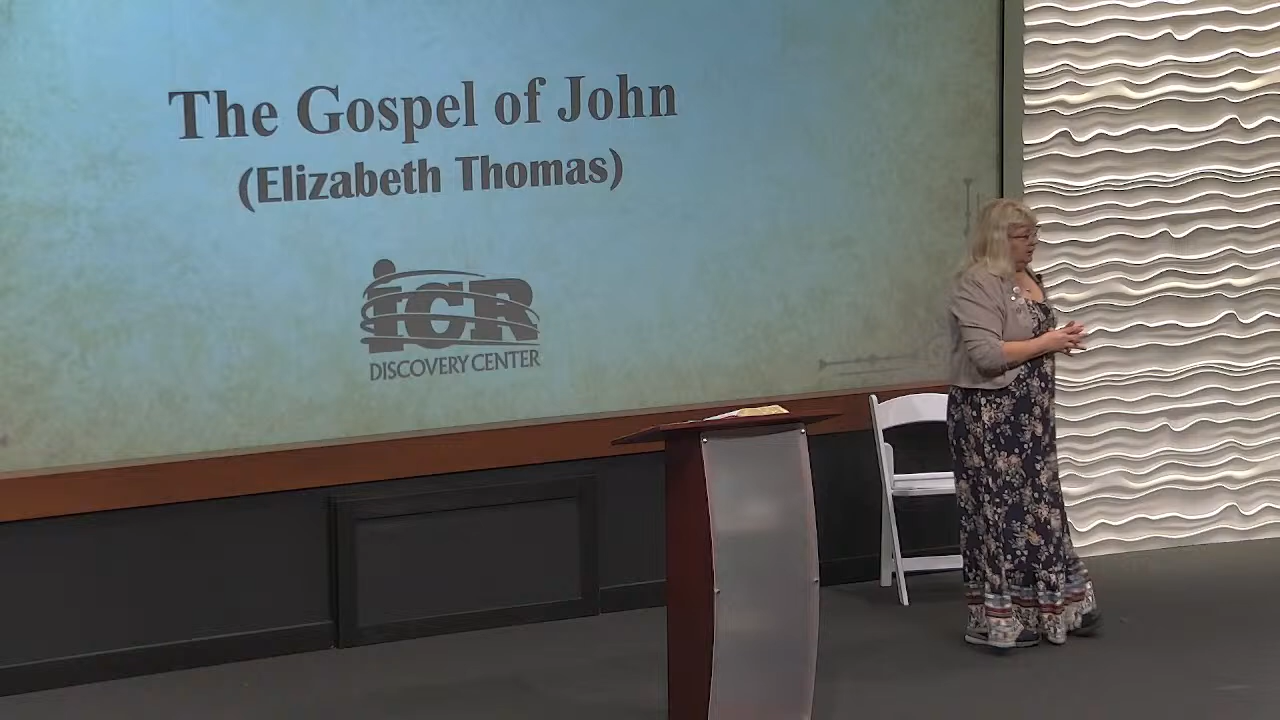 The Gospel of John
(Elizabeth Thomas)
ICR
DISCOVERY CENTER